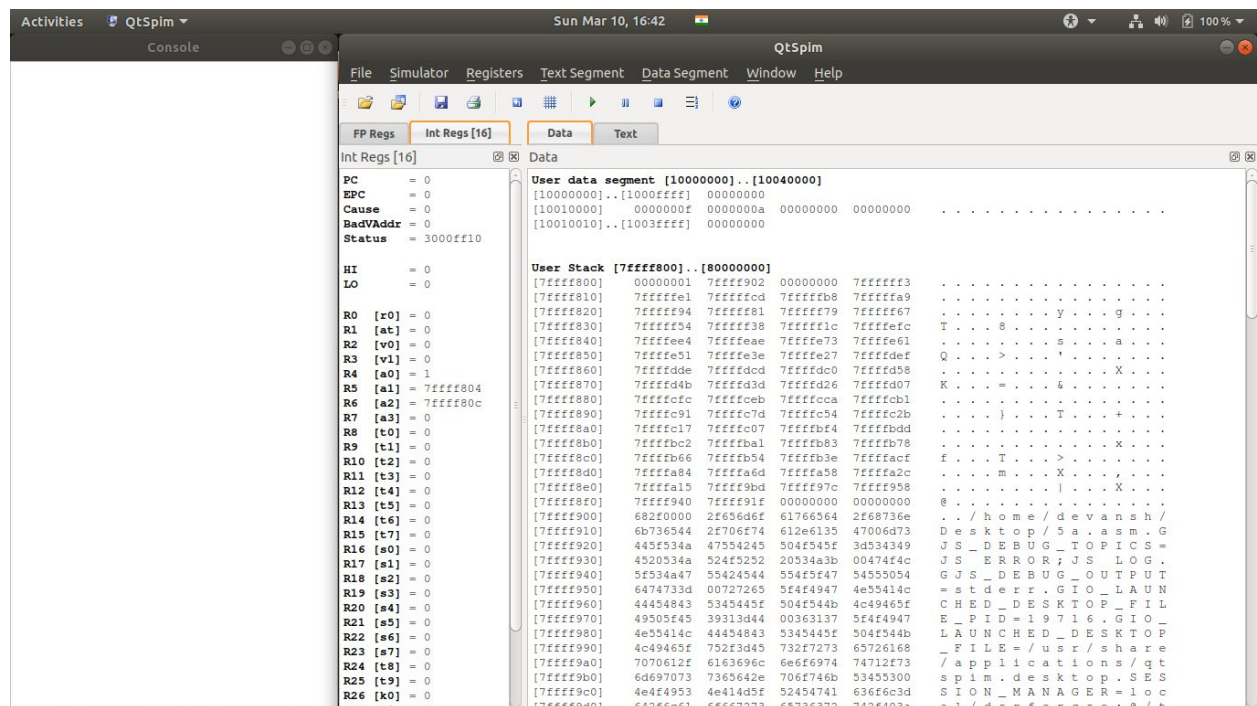 Activities QtSpim Sun Mar 10, 16:42 100 %
Console QtSpim
File Simulator Registers Text Segment Data Segment Window Help
FP Regs Int Regs [16] Data Text
Int Regs [16] Data
PC = 0
EPC = 0
Cause = 0
BadVAddr = 0
Status = 3000ff10
HI = 0
LO = 0
R0 [r0] = 0
R1 [at] = 0
R2 [v0] = 0
R3 [v1] = 0
R4 [a0] = 1
R5 [a1] = 7ffff804
R6 [a2] = 7ffff80c
R7 [a3] = 0
R8 [t0] = 0
R9 [t1] = 0
R10 [t2] = 0
R11 [t3] = 0
R12 [t4] = 0
R13 [t5] = 0
R14 [t6] = 0
R15 [t7] = 0
R16 [s0] = 0
R17 [s1] = 0
R18 [s2] = 0
R19 [s3] = 0
R20 [s4] = 0
R21 [s5] = 0
R22 [s6] = 0
R23 [s7] = 0
R24 [t8] = 0
R25 [t9] = 0
R26 [k0] = 0
User data segment [10000000]..[10040000]
[10000000]..[1000ffff] 00000000
[10010000] 0000000f 0000000a 00000000 00000000 . . . . . . . . . . . . . . . .
[10010010]..[1003ffff] 00000000
User Stack [7ffff800]..[80000000]
[7ffff800] 00000001 7ffff902 00000000 7ffffff3 . . . . . . . . . . . . . . . .
[7ffff810] 7fffffe1 7fffffcd 7fffffb8 7fffffa9 . . . . . . . . . . . . . . . .
[7ffff820] 7fffff94 7fffff81 7fffff79 7fffff67 . . . . . . . . y . . . g . . .
[7ffff830] 7fffff54 7fffff38 7fffff1c 7ffffefc T . . . 8 . . . . . . . . . . .
[7ffff840] 7ffffee4 7ffffeae 7ffffe73 7ffffe61 . . . . . . . . s . . . a . . .
[7ffff850] 7ffffe51 7ffffe3e 7ffffe27 7ffffdef Q . . . > . . . ' . . . . . . .
[7ffff860] 7ffffdde 7ffffdcd 7ffffdc0 7ffffd58 . . . . . . . . . . . . X . . .
[7ffff870] 7ffffd4b 7ffffd3d 7ffffd26 7ffffd07 K . . . = . . . & . . . . . . .
[7ffff880] 7ffffcfc 7ffffceb 7ffffcca 7ffffcb1 . . . . . . . . . . . . . . . .
[7ffff890] 7ffffc91 7ffffc7d 7ffffc54 7ffffc2b . . . . } . . . T . . . + . . .
[7ffff8a0] 7ffffc17 7ffffc07 7ffffbf4 7ffffbdd . . . . . . . . . . . . . . . .
[7ffff8b0] 7ffffbc2 7ffffba1 7ffffb83 7ffffb78 . . . . . . . . . . . . x . . .
[7ffff8c0] 7ffffb66 7ffffb54 7ffffb3e 7ffffacf f . . . T . . . > . . . . . . .
[7ffff8d0] 7ffffa84 7ffffa6d 7ffffa58 7ffffa2c . . . . m . . . X . . . , . . .
[7ffff8e0] 7ffffa15 7ffff9bd 7ffff97c 7ffff958 . . . . . . . . | . . . X . . .
[7ffff8f0] 7ffff940 7ffff91f 00000000 00000000 @ . . . . . . . . . . . . . . .
[7ffff900] 682f0000 2f656d6f 61766564 2f68736e . . / h o m e / d e v a n s h /
[7ffff910] 6b736544 2f706f74 612e6135 47006d73 D e s k t o p / 5 a . a s m . G
[7ffff920] 445f534a 47554245 504f545f 3d534349 J S _ D E B U G _ T O P I C S =
[7ffff930] 4520534a 524f5252 20534a3b 00474f4c J S   E R R O R ; J S   L O G .
[7ffff940] 5f534a47 55424544 554f5f47 54555054 G J S _ D E B U G _ O U T P U T
[7ffff950] 6474733d 00727265 5f4f4947 4e55414c = s t d e r r . G I O _ L A U N
[7ffff960] 44454843 5345445f 504f544b 4c49465f C H E D _ D E S K T O P _ F I L
[7ffff970] 49505f45 39313d44 00363137 5f4f4947 E _ P I D = 1 9 7 1 6 . G I O _
[7ffff980] 4e55414c 44454843 5345445f 504f544b L A U N C H E D _ D E S K T O P
[7ffff990] 4c49465f 752f3d45 732f7273 65726168 _ F I L E = / u s r / s h a r e
[7ffff9a0] 7070612f 6163696c 6e6f6974 74712f73 / a p p l i c a t i o n s / q t
[7ffff9b0] 6d697073 7365642e 706f746b 53455300 s p i m . d e s k t o p . S E S
[7ffff9c0] 4e4f4953 4e414d5f 52454741 636f6c3d S I O N _ M A N A G E R = l o c